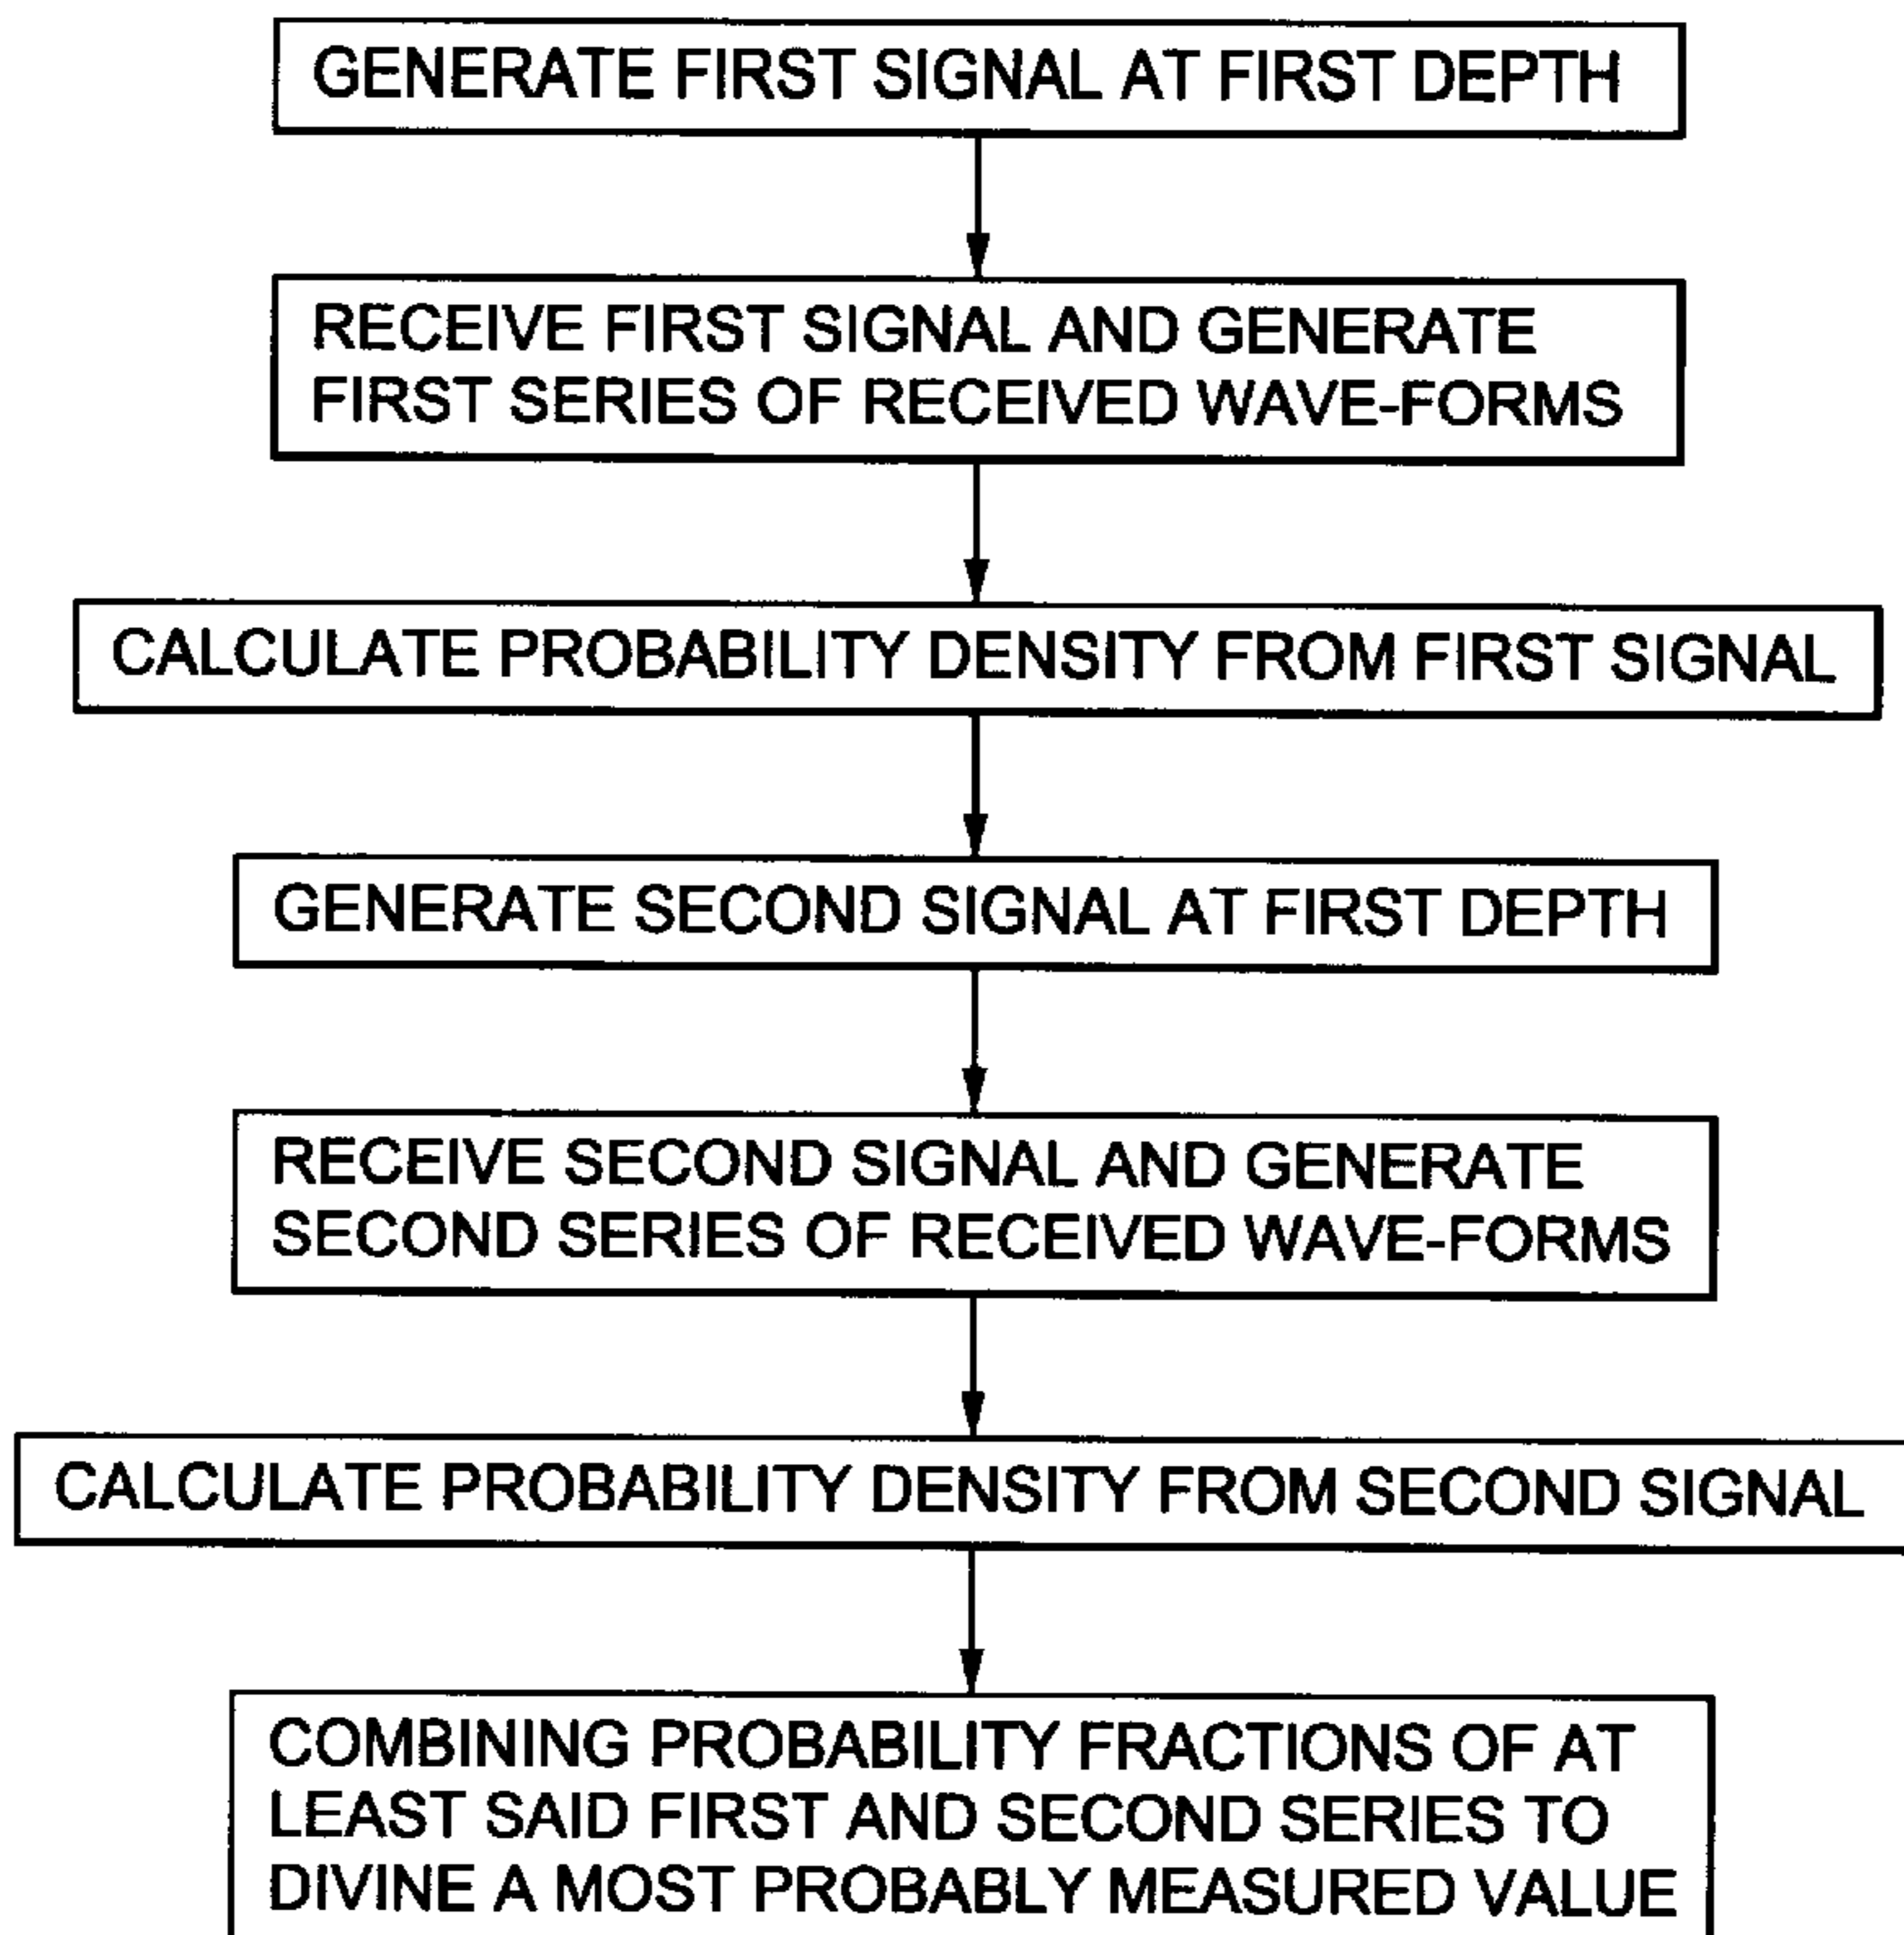 GENERATE FIRST SIGNAL AT FIRST DEPTH
RECEIVE FIRST SIGNAL AND GENERATE
FIRST SERIES OF RECEIVED WAVE-FORMS
CALCULATE PROBABILITY DENSITY FROM FIRST SIGNAL
GENERATE SECOND SIGNAL AT FIRST DEPTH
RECEIVE SECOND SIGNAL AND GENERATE
SECOND SERIES OF RECEIVED WAVE-FORMS
CALCULATE PROBABILITY DENSITY FROM SECOND SIGNAL
COMBINING PROBABILITY FRACTIONS OF AT
LEAST SAID FIRST AND SECOND SERIES TO
DIVINE A MOST PROBABLY MEASURED VALUE